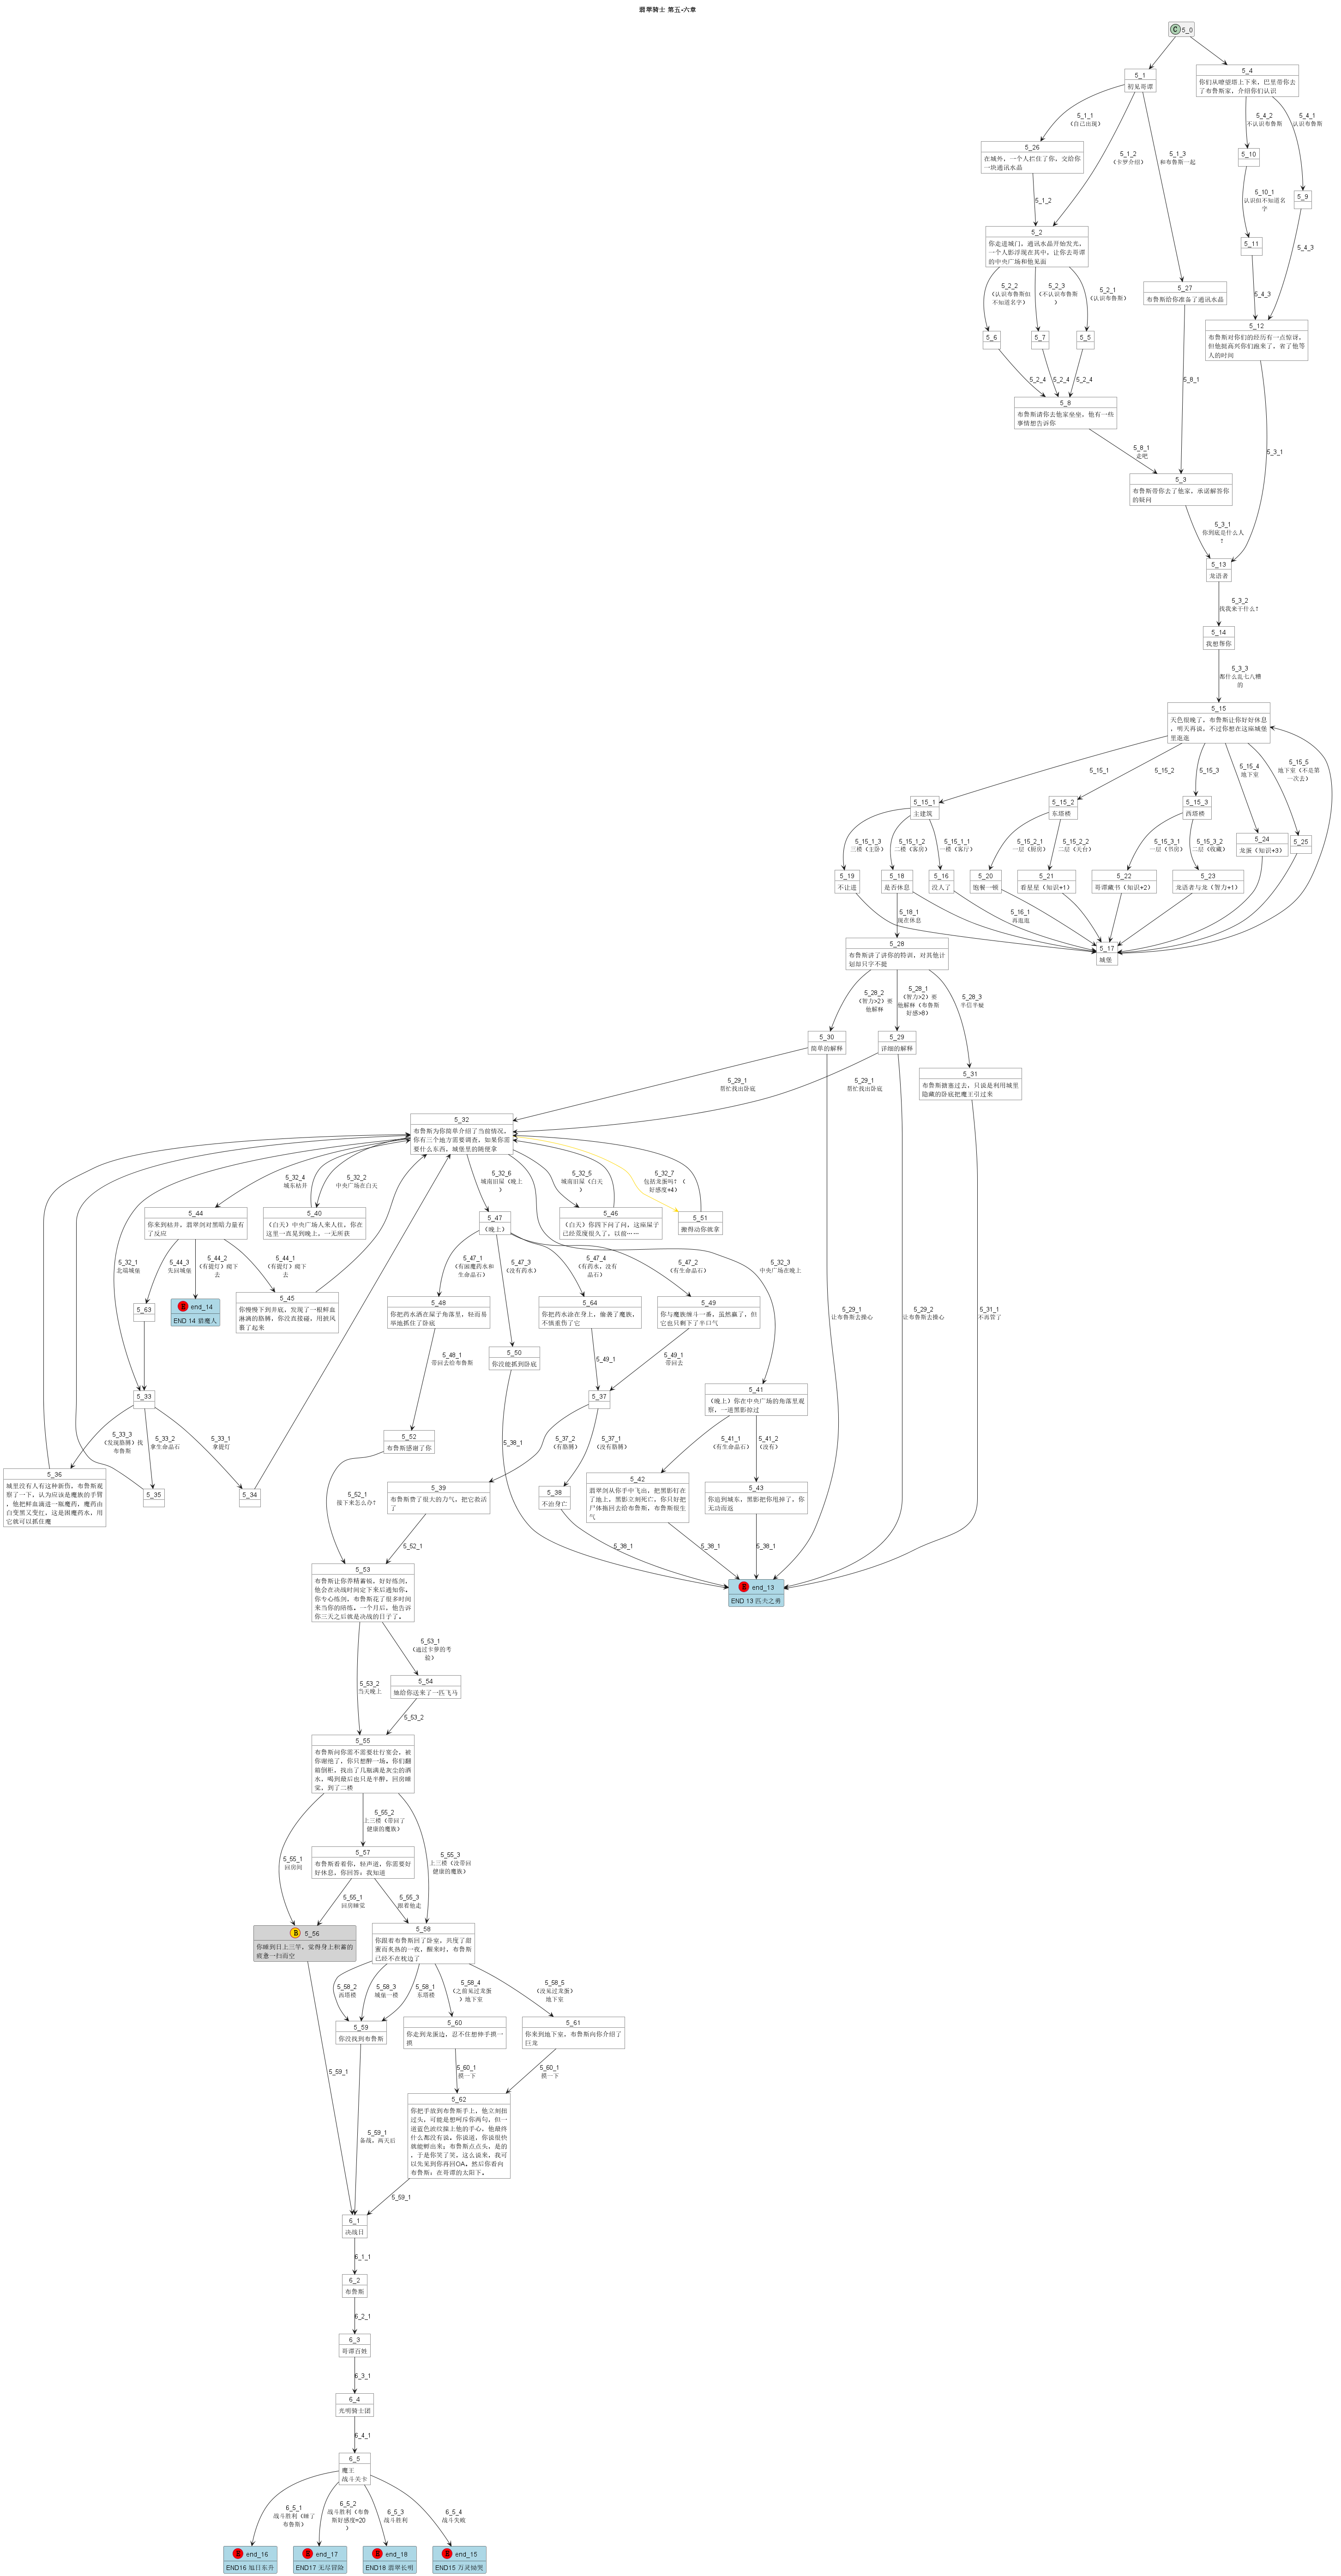 翡翠骑士 第五-六章
C 5_0
5_1
初见哥谭
5_4
你们从瞭望塔上下来，巴里带你去
了布鲁斯家，介绍你们认识
5_1_1
（自己出现）
5_1_2
（卡萝介绍）
5_1_3
和布鲁斯一起
5_4_2
不认识布鲁斯
5_4_1
认识布鲁斯
5_26
在城外，一个人拦住了你，交给你
一块通讯水晶
5_10
5_9
5_1_2
5_10_1
认识但不知道名
字
5_4_3
5_2
你走进城门，通讯水晶开始发光，
一个人影浮现在其中，让你去哥谭
的中央广场和他见面
5_11
5_27
布鲁斯给你准备了通讯水晶
5_2_2
（认识布鲁斯但
不知道名字）
5_2_3
（不认识布鲁斯
）
5_2_1
（认识布鲁斯）
5_4_3
5_6
5_7
5_5
5_12
布鲁斯对你们的经历有一点惊讶，
但他挺高兴你们跑来了，省了他等
人的时间
5_2_4
5_2_4
5_2_4
5_8_1
5_8
布鲁斯请你去他家坐坐，他有一些
事情想告诉你
5_8_1
走吧
5_3_1
5_3
布鲁斯带你去了他家，承诺解答你
的疑问
5_3_1
你到底是什么人
？
5_13
龙语者
5_3_2
找我来干什么？
5_14
我想帮你
5_3_3
都什么乱七八糟
的
5_15
天色很晚了，布鲁斯让你好好休息
，明天再谈。不过你想在这座城堡
里逛逛
5_15_1
5_15_2
5_15_3
5_15_4
地下室
5_15_5
地下室（不是第
一次去）
5_15_1
主建筑
5_15_2
东塔楼
5_15_3
西塔楼
5_24
龙蛋（知识+3）
5_25
5_15_1_3
三楼（主卧）
5_15_1_2
二楼（客房）
5_15_1_1
一楼（客厅）
5_15_2_1
一层（厨房）
5_15_2_2
二层（天台）
5_15_3_1
一层（书房）
5_15_3_2
二层（收藏）
5_19
不让进
5_18
是否休息
5_16
没人了
5_20
饱餐一顿
5_21
看星星（知识+1）
5_22
哥谭藏书（知识+2）
5_23
龙语者与龙（智力+1）
5_18_1
现在休息
5_16_1
再逛逛
5_17
城堡
5_28
布鲁斯讲了讲你的特训，对其他计
划却只字不提
5_28_2
（智力>2）要
他解释
5_28_1
（智力>2）要
他解释（布鲁斯
好感>8）
5_28_3
半信半疑
5_30
简单的解释
5_29
详细的解释
5_31
布鲁斯搪塞过去，只说是利用城里
隐藏的卧底把魔王引过来
5_29_1
帮忙找出卧底
5_29_1
帮忙找出卧底
5_32
布鲁斯为你简单介绍了当前情况。
你有三个地方需要调查，如果你需
要什么东西，城堡里的随便拿
5_32_4
城东枯井
5_32_2
中央广场在白天
5_32_6
城南旧屋（晚上
）
5_32_5
城南旧屋（白天
）
5_32_7
包括龙蛋吗？（
好感度+4）
5_44
你来到枯井，翡翠剑对黑暗力量有
了反应
5_40
（白天）中央广场人来人往，你在
这里一直晃到晚上，一无所获
5_47
（晚上）
5_46
（白天）你四下问了问，这座屋子
已经荒废很久了，以前……
5_51
搬得动你就拿
5_32_1
北端城堡
5_44_3
先回城堡
5_44_2
（有提灯）爬下
去
5_44_1
（有提灯）爬下
去
5_47_1
（有困魔药水和
生命晶石）
5_47_3
（没有药水）
5_47_4
（有药水，没有
晶石）
5_47_2
（有生命晶石）
5_32_3
中央广场在晚上
5_63
end_14
END 14 猎魔人
5_45
你慢慢下到井底，发现了一根鲜血
淋漓的胳膊，你没直接碰，用披风
裹了起来
5_48
你把药水洒在屋子角落里，轻而易
举地抓住了卧底
5_64
你把药水涂在身上，偷袭了魔族，
不慎重伤了它
5_49
你与魔族缠斗一番，虽然赢了，但
它也只剩下了半口气
5_29_1
让布鲁斯去操心
5_29_2
让布鲁斯去操心
5_31_1
不再管了
5_50
你没能抓到卧底
5_48_1
带回去给布鲁斯
5_49_1
5_49_1
带回去
5_33
5_37
5_41
（晚上）你在中央广场的角落里观
察，一道黑影掠过
5_33_3
（发现胳膊）找
布鲁斯
5_33_2
拿生命晶石
5_33_1
拿提灯
5_52
布鲁斯感谢了你
5_38_1
5_37_2
（有胳膊）
5_37_1
（没有胳膊）
5_41_1
（有生命晶石）
5_41_2
（没有）
5_36
城里没有人有这种新伤，布鲁斯观
察了一下，认为应该是魔族的手臂
，他把鲜血滴进一瓶魔药，魔药由
白变黑又变红。这是困魔药水，用
它就可以抓住魔
5_35
5_34
5_52_1
接下来怎么办？
5_39
布鲁斯费了很大的力气，把它救活
了
5_38
不治身亡
5_42
翡翠剑从你手中飞出，把黑影钉在
了地上，黑影立刻死亡，你只好把
尸体拖回去给布鲁斯，布鲁斯很生
气
5_43
你追到城东，黑影把你甩掉了，你
无功而返
5_52_1
5_38_1
5_38_1
5_38_1
5_53
布鲁斯让你养精蓄锐，好好练剑，
他会在决战时间定下来后通知你。
你专心练剑，布鲁斯花了很多时间
来当你的陪练。一个月后，他告诉
你三天之后就是决战的日子了。
end_13
END 13 匹夫之勇
5_53_1
（通过卡萝的考
验）
5_53_2
当天晚上
5_54
她给你送来了一匹飞马
5_53_2
5_55
布鲁斯问你需不需要壮行宴会，被
你谢绝了，你只想醉一场。你们翻
箱倒柜，找出了几瓶满是灰尘的酒
水，喝到最后也只是半醉，回房睡
觉，到了二楼
5_55_2
上三楼（带回了
健康的魔族）
5_55_1
回房间
5_55_3
上三楼（没带回
健康的魔族）
5_57
布鲁斯看着你，轻声道，你需要好
好休息，你回答：我知道
5_55_1
回房睡觉
5_55_3
跟着他走
5_56
你睡到日上三竿，觉得身上积蓄的
疲惫一扫而空
5_58
你跟着布鲁斯回了卧室，共度了甜
蜜而炙热的一夜，醒来时，布鲁斯
已经不在枕边了
5_58_2
西塔楼
5_58_3
城堡一楼
5_58_1
东塔楼
5_58_4
（之前见过龙蛋
）地下室
5_58_5
（没见过龙蛋）
地下室
5_59
你没找到布鲁斯
5_60
你走到龙蛋边，忍不住想伸手摸一
摸
5_61
你来到地下室，布鲁斯向你介绍了
巨龙
5_59_1
5_60_1
摸一下
5_60_1
摸一下
5_59_1
备战，两天后
5_62
你把手放到布鲁斯手上，他立刻扭
过头，可能是想呵斥你两句，但一
道蓝色波纹操上他的手心，他最终
什么都没有说。你说道，你说很快
就能孵出来；布鲁斯点点头，是的
，于是你笑了笑，这么说来，我可
以先见到你再回OA。然后你看向
布鲁斯：在哥谭的太阳下。
5_59_1
6_1
决战日
6_1_1
6_2
布鲁斯
6_2_1
6_3
哥谭百姓
6_3_1
6_4
光明骑士团
6_4_1
6_5
魔王
战斗关卡
6_5_1
战斗胜利（睡了
布鲁斯）
6_5_2
战斗胜利（布鲁
斯好感度=20
）
6_5_3
战斗胜利
6_5_4
战斗失败
end_16
END16 旭日东升
end_17
END17 无尽冒险
end_18
END18 翡翠长明
end_15
END15 万灵恸哭